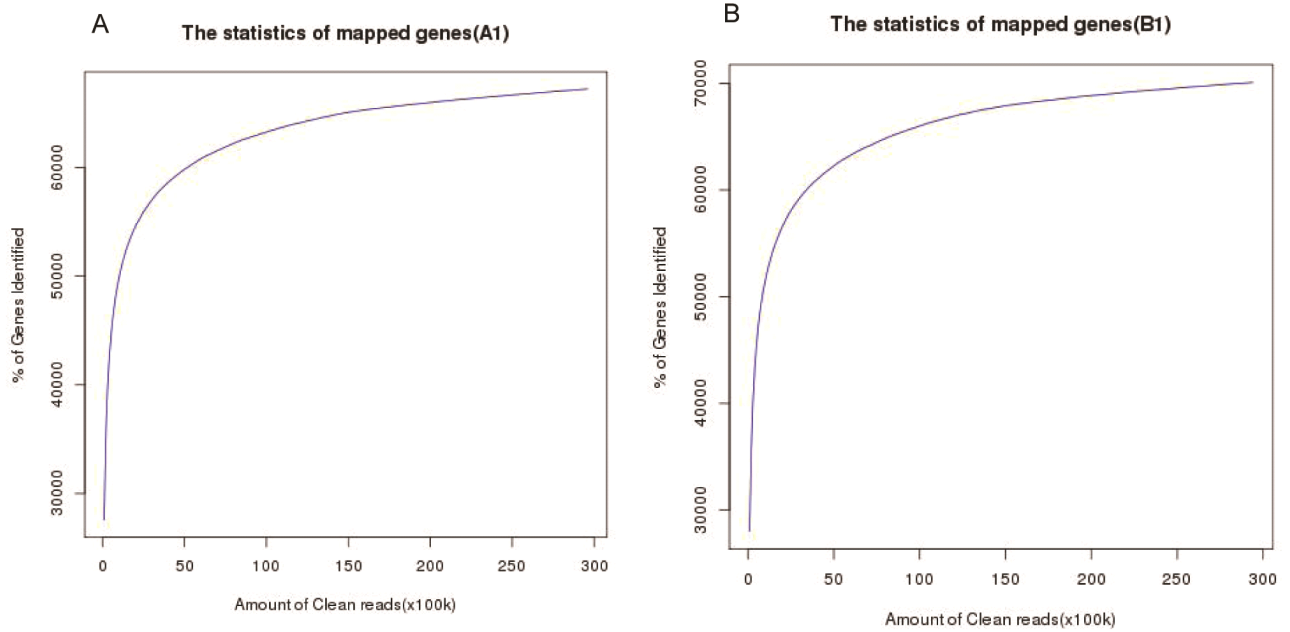 A
The statistics of mapped genes(A1)
% of Genes Identified
60000
50000
40000
30000
0 50 100 150 200 250 300
Amount of Clean reads(x100k)
B
The statistics of mapped genes(B1)
% of Genes Identified
70000
60000
50000
40000
30000
0 50 100 150 200 250 300
Amount of Clean reads(x100k)